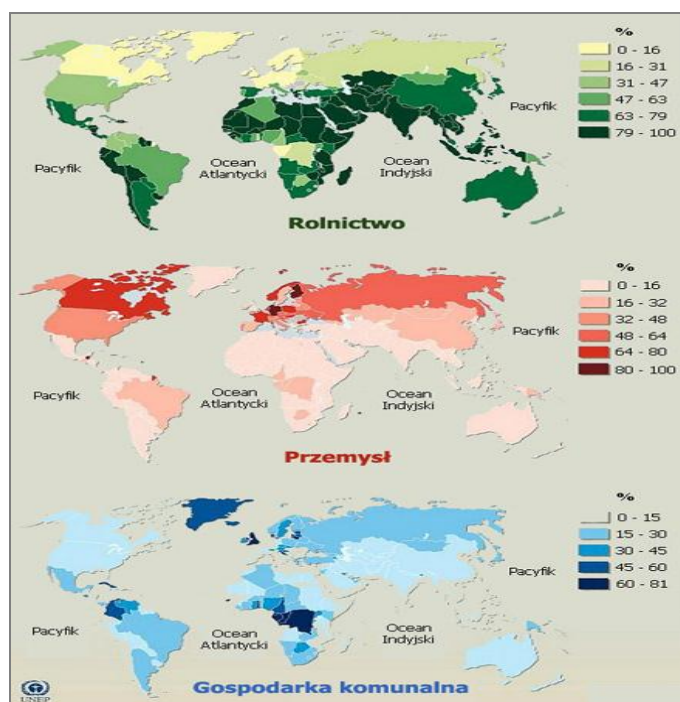 %
0 - 16
16 - 31
31 - 47
47 - 63
63 - 79
79 - 100
Pacyfik
Pacyfik
Ocean
Atlantycki
Ocean
Indyjski
Rolnictwo
%
0 - 16
16 - 32
32 - 48
48 - 64
64 - 80
80 - 100
Pacyfik
Pacyfik
Ocean
Atlantycki
Ocean
Indyjski
Przemysł
%
0 - 15
15 - 30
30 - 45
45 - 60
60 - 81
Pacyfik
Pacyfik
Ocean
Atlantycki
Ocean
Indyjski
Gospodarka komunalna
UNEP